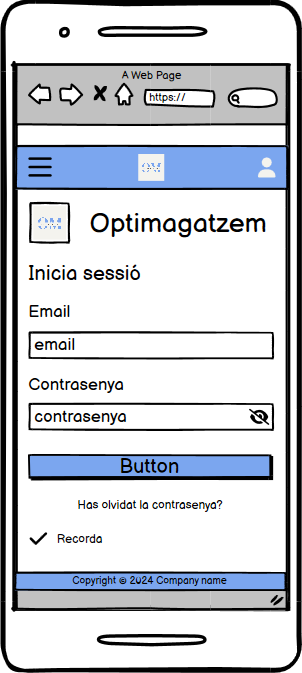 A Web Page
https://
OM
OM
Optimagatzem
Inicia sessió
Email
email
Contrasenya
contrasenya
Button
Has olvidat la contrasenya?
Recorda
Copyright © 2024 Company name